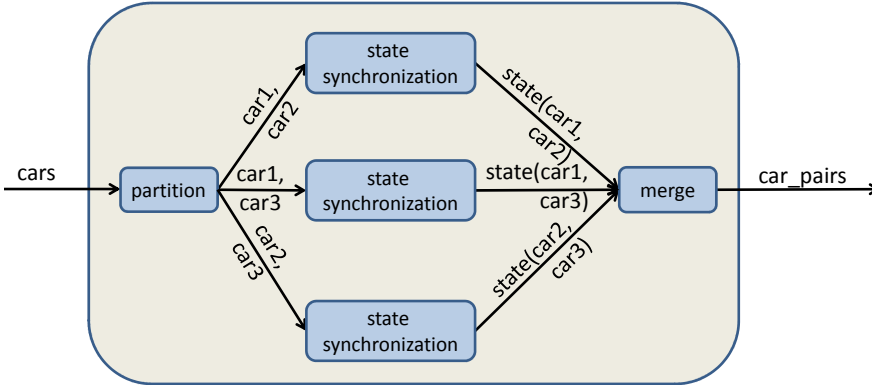 cars
partition
car1,
car2
car1,
car3
car2,
car3
state
synchronization
state
synchronization
state
synchronization
state(car1,
car2)
state(car1,
car3)
state(car2,
car3)
merge
car_pairs